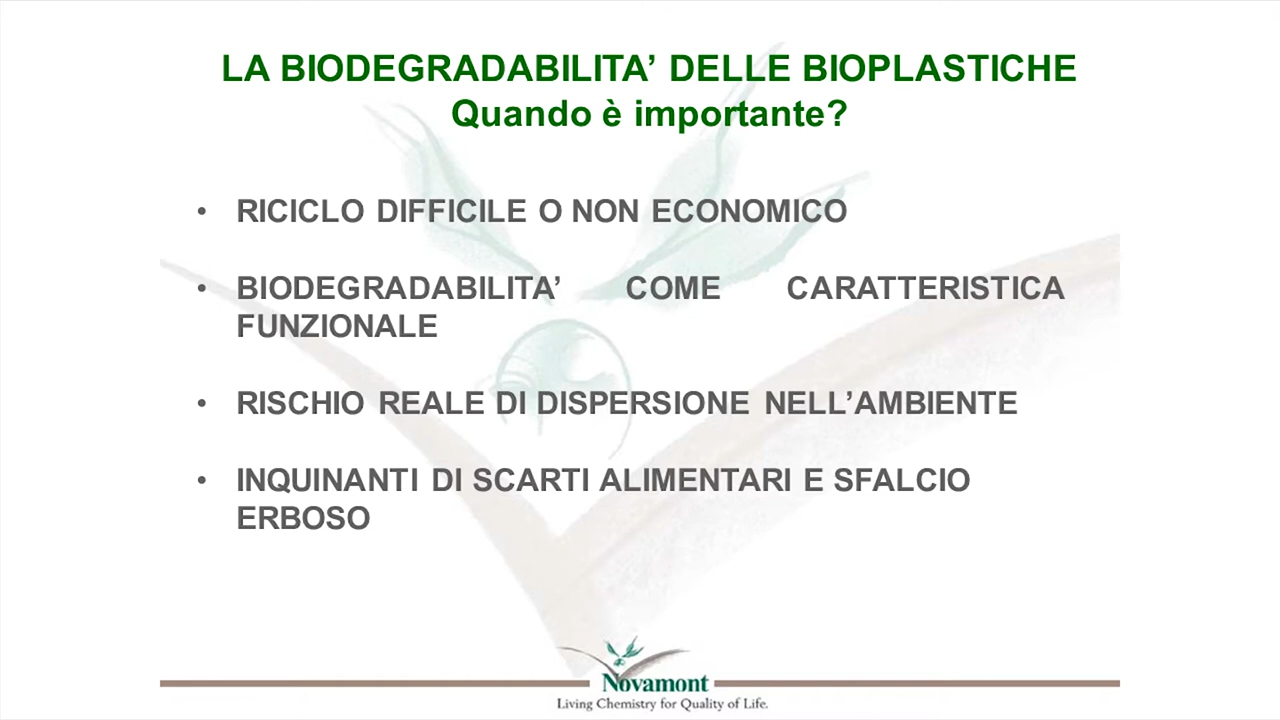 LA BIODEGRADABILITA’ DELLE BIOPLASTICHE
Quando è importante?
• RICICLO DIFFICILE O NON ECONOMICO
• BIODEGRADABILITA’ COME CARATTERISTICA
FUNZIONALE
• RISCHIO REALE DI DISPERSIONE NELL’AMBIENTE
• INQUINANTI DI SCARTI ALIMENTARI E SFALCIO
ERBOSO
Novamont
Living Chemistry for Quality of Life.